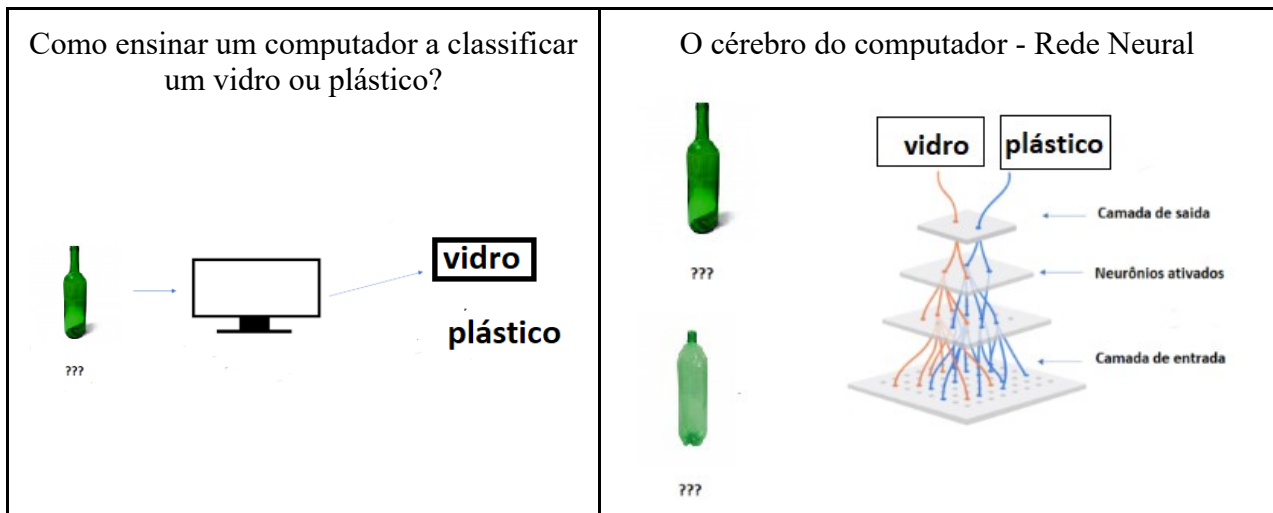 Como ensinar um computador a classificar
um vidro ou plástico?
???
vidro
plástico
O cérebro do computador - Rede Neural
???
???
vidro
plástico
Camada de saida
Neurônios ativados
Camada de entrada